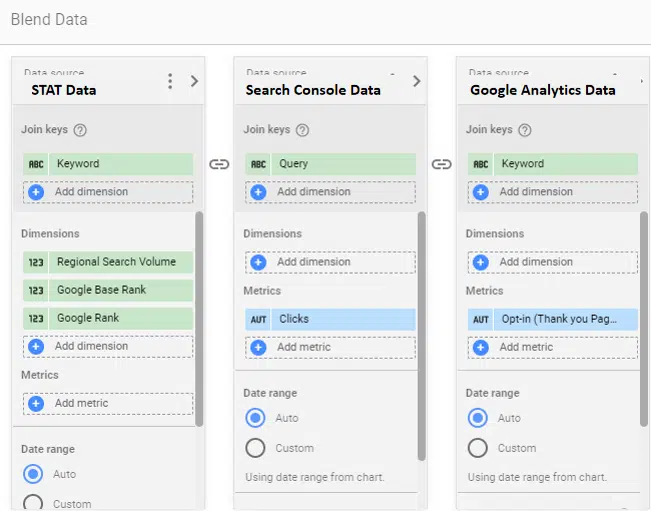 Blend Data
Data source
STAT Data
Join keys
ABC Keyword
Add dimension
Dimensions
123 Regional Search Volume
123 Google Base Rank
123 Google Rank
Add dimension
Metrics
Add metric
Date range
Auto
Custom
Data source
Search Console Data
Join keys
ABC Query
Add dimension
Dimensions
Add dimension
Metrics
AUT Clicks
Add metric
Date range
Auto
Custom
Using date range from chart.
Data source
Google Analytics Data
Join keys
ABC Keyword
Add dimension
Dimensions
Add dimension
Metrics
AUT Opt-in (Thank you Pag...
Add metric
Date range
Auto
Custom
Using date range from chart.